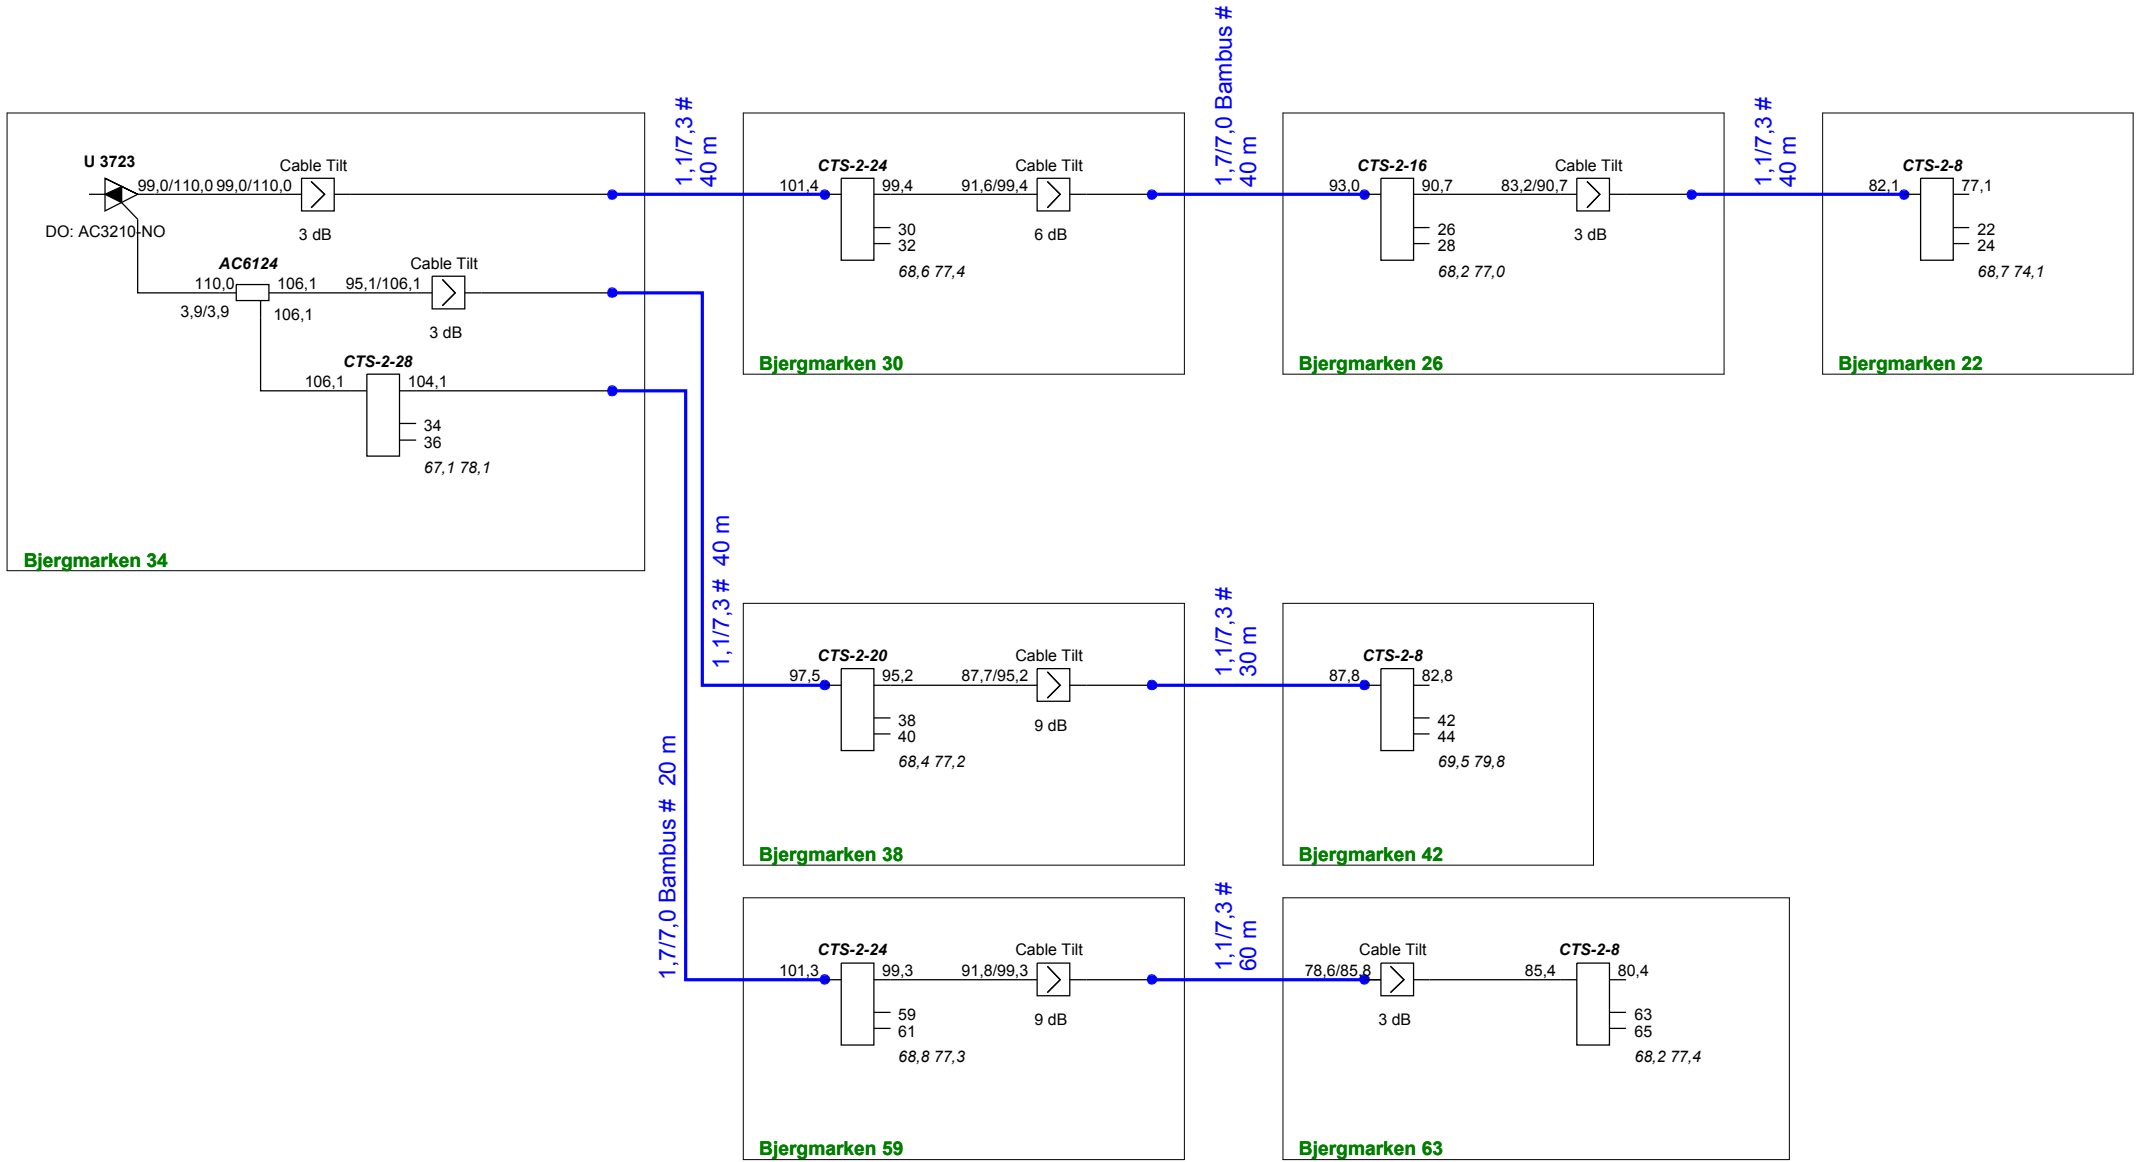 U 3723
99,0/110,0 99,0/110,0
Cable Tilt
3 dB
DO: AC3210-NO
AC6124
110,0
106,1
3,9/3,9
106,1
95,1/106,1
Cable Tilt
3 dB
CTS-2-28
106,1
104,1
34
36
67,1 78,1
Bjergmarken 34
1,1/7,3 #
40 m
CTS-2-24
101,4
99,4
30
32
68,6 77,4
91,6/99,4
Cable Tilt
6 dB
Bjergmarken 30
1,7/7,0 Bambus #
40 m
CTS-2-16
93,0
90,7
26
28
68,2 77,0
83,2/90,7
Cable Tilt
3 dB
Bjergmarken 26
1,1/7,3 #
40 m
CTS-2-8
82,1
77,1
22
24
68,7 74,1
Bjergmarken 22
1,1/7,3 # 40 m
CTS-2-20
97,5
95,2
38
40
68,4 77,2
87,7/95,2
Cable Tilt
9 dB
Bjergmarken 38
1,1/7,3 #
30 m
CTS-2-8
87,8
82,8
42
44
69,5 79,8
Bjergmarken 42
1,7/7,0 Bambus # 20 m
CTS-2-24
101,3
99,3
59
61
68,8 77,3
91,8/99,3
Cable Tilt
9 dB
Bjergmarken 59
1,1/7,3 #
60 m
78,6/85,8
Cable Tilt
3 dB
85,4
CTS-2-8
80,4
63
65
68,2 77,4
Bjergmarken 63